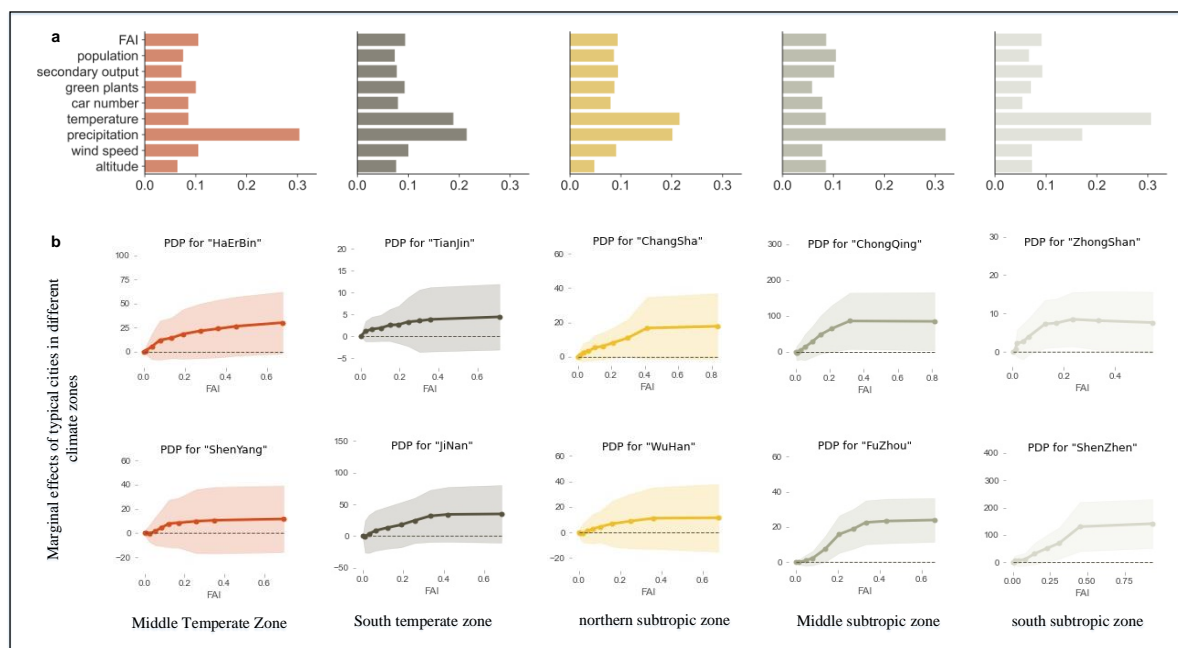 a
FAI
population
secondary output
green plants
car number
temperature
precipitation
wind speed
altitude
0.0 0.1 0.2 0.3
0.0 0.1 0.2 0.3
0.0 0.1 0.2 0.3
0.0 0.1 0.2 0.3
0.0 0.1 0.2 0.3
b
Marginal effects of typical cities in different
climate zones
PDP for "HaErBin"
100
75
50
25
0
0.0 0.2 0.4 0.6
FAI
PDP for "TianJin"
20
15
10
5
0
−5
0.0 0.2 0.4 0.6
FAI
PDP for "ChangSha"
60
40
20
0
0.0 0.2 0.4 0.6 0.8
FAI
PDP for "ChongQing"
300
200
100
0
0.0 0.2 0.4 0.6 0.8
FAI
PDP for "ZhongShan"
30
20
10
0
0.0 0.2 0.4
FAI
PDP for "ShenYang"
60
40
20
0
−20
0.0 0.2 0.4 0.6
FAI
PDP for "JiNan"
150
100
50
0
−50
0.0 0.2 0.4 0.6
FAI
PDP for "WuHan"
60
40
20
0
−20
0.0 0.2 0.4 0.6
FAI
PDP for "FuZhou"
60
40
20
0
0.0 0.2 0.4 0.6
FAI
PDP for "ShenZhen"
400
300
200
100
0
0.00 0.25 0.50 0.75
FAI
Middle Temperate Zone
South temperate zone
northern subtropic zone
Middle subtropic zone
south subtropic zone